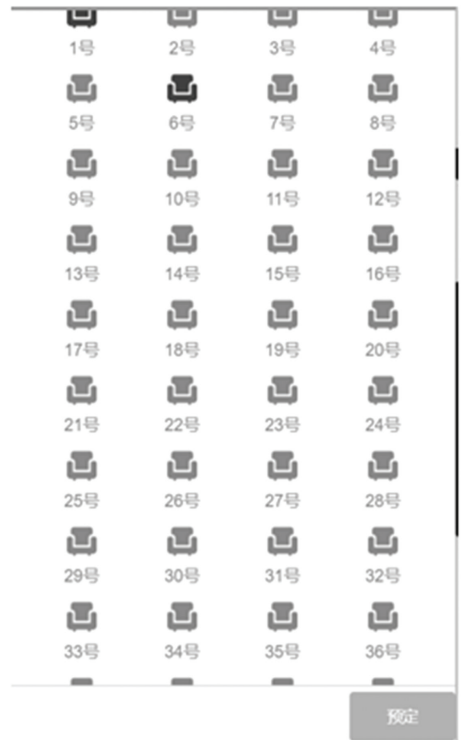 1号 2号 3号 4号
5号 6号 7号 8号
9号 10号 11号 12号
13号 14号 15号 16号
17号 18号 19号 20号
21号 22号 23号 24号
25号 26号 27号 28号
29号 30号 31号 32号
33号 34号 35号 36号
预定